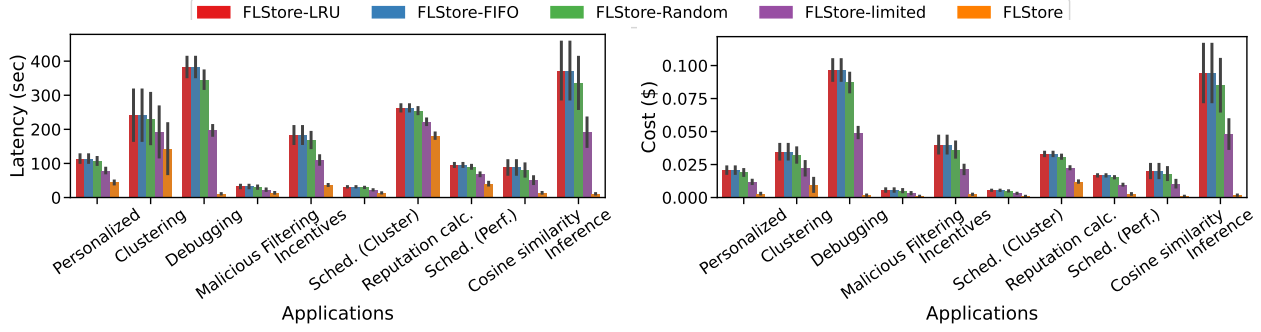 FLStore-LRU FLStore-FIFO FLStore-Random FLStore-limited FLStore
Latency (sec)
400
300
200
100
0
Personalized
Clustering
Debugging
Malicious Filtering
Incentives
Sched. (Cluster)
Reputation calc.
Sched. (Perf.)
Cosine similarity
Inference
Applications
Cost ($)
0.100
0.075
0.050
0.025
0.000
Personalized
Clustering
Debugging
Malicious Filtering
Incentives
Sched. (Cluster)
Reputation calc.
Sched. (Perf.)
Cosine similarity
Inference
Applications